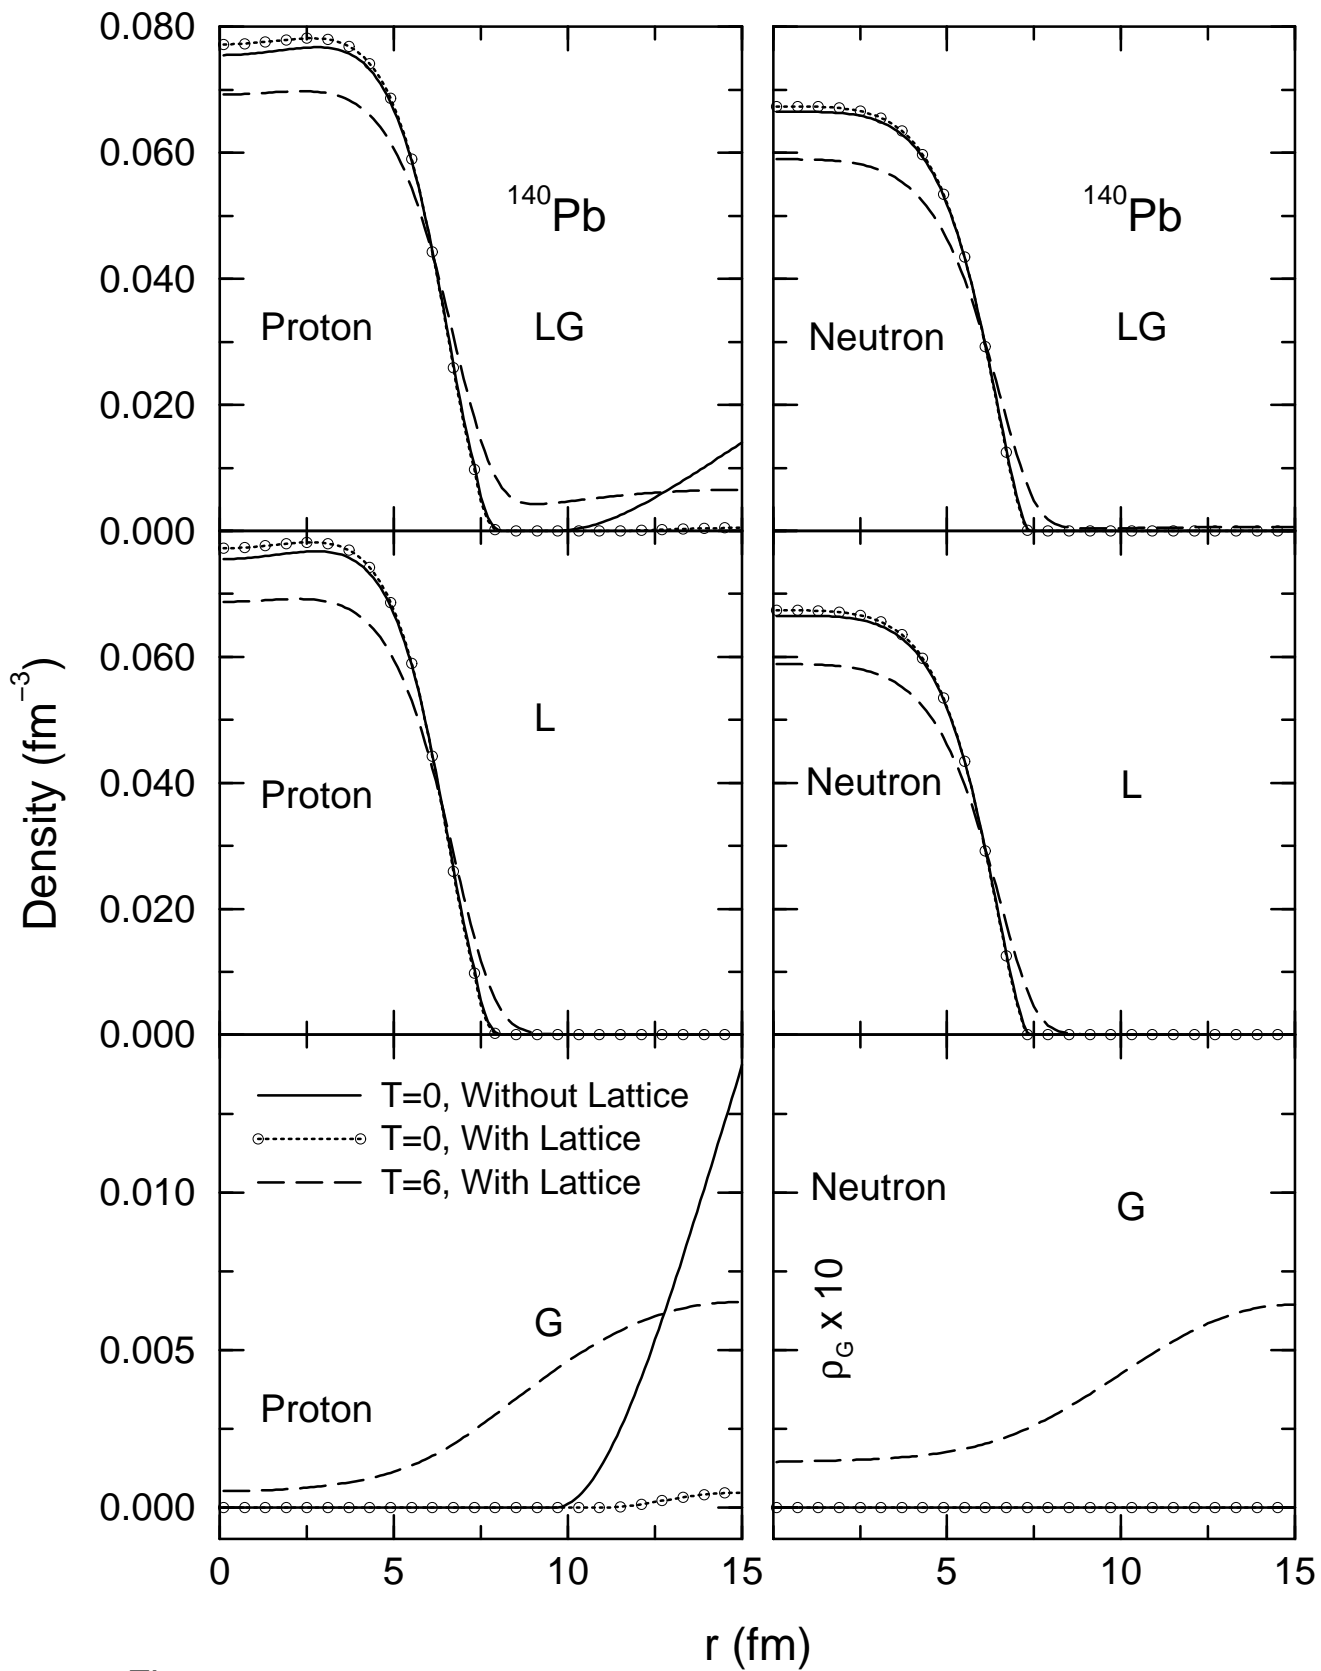 0.080
0.060
0.040
0.020
0.000
140Pb
Proton
LG
140Pb
Neutron
LG
0.060
0.040
0.020
0.000
L
Proton
Neutron
L
Density (fm−3)
T=0, Without Lattice
T=0, With Lattice
T=6, With Lattice
0.010
0.005
0.000
G
Proton
Neutron
G
ρG x 10
0 5 10 15
5 10 15
r (fm)